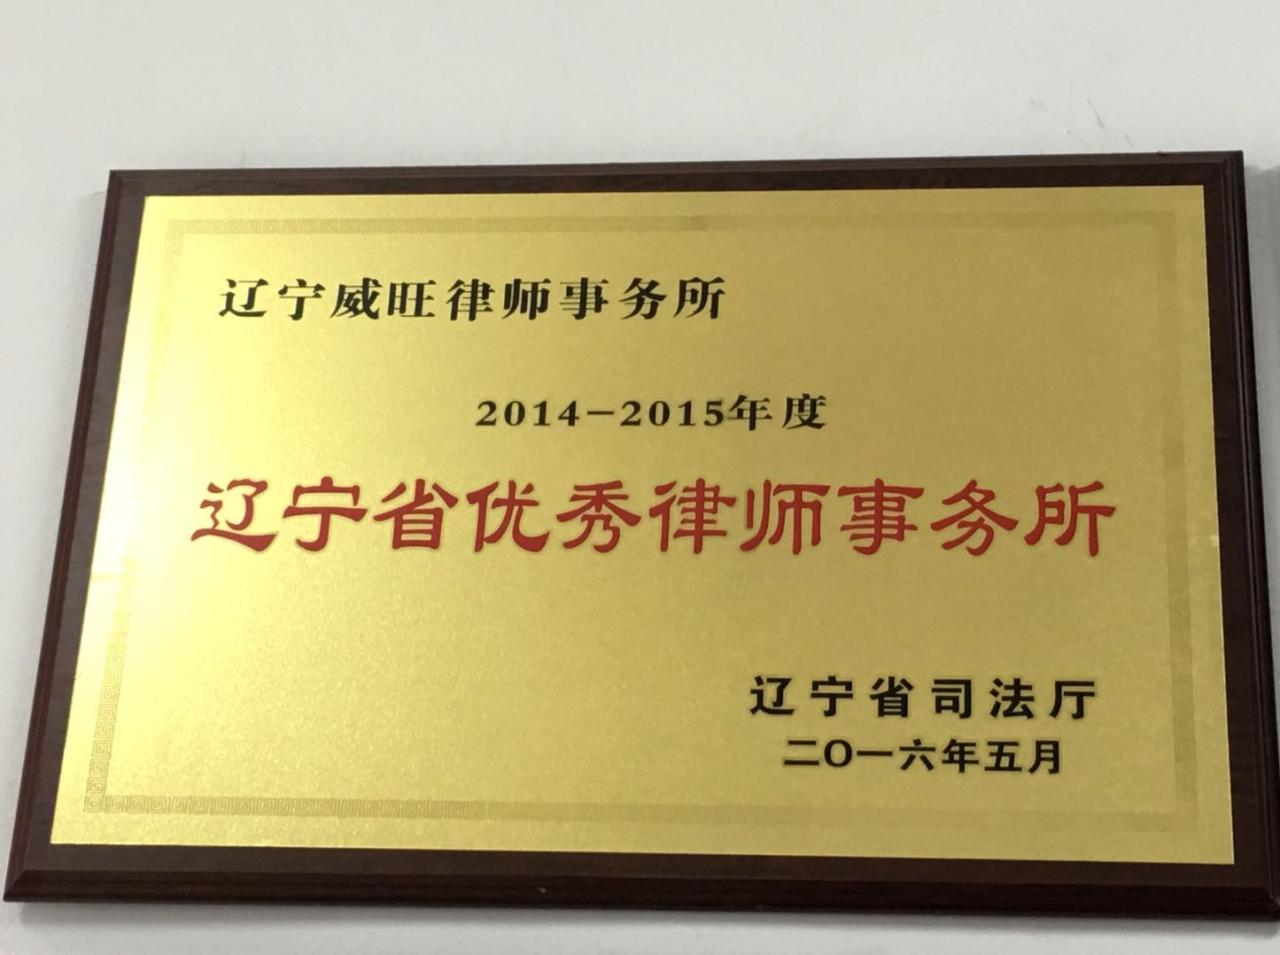 辽宁威旺律师事务所
2014－2015年度
辽宁省优秀律师事务所
辽宁省司法厅
二〇一六年五月